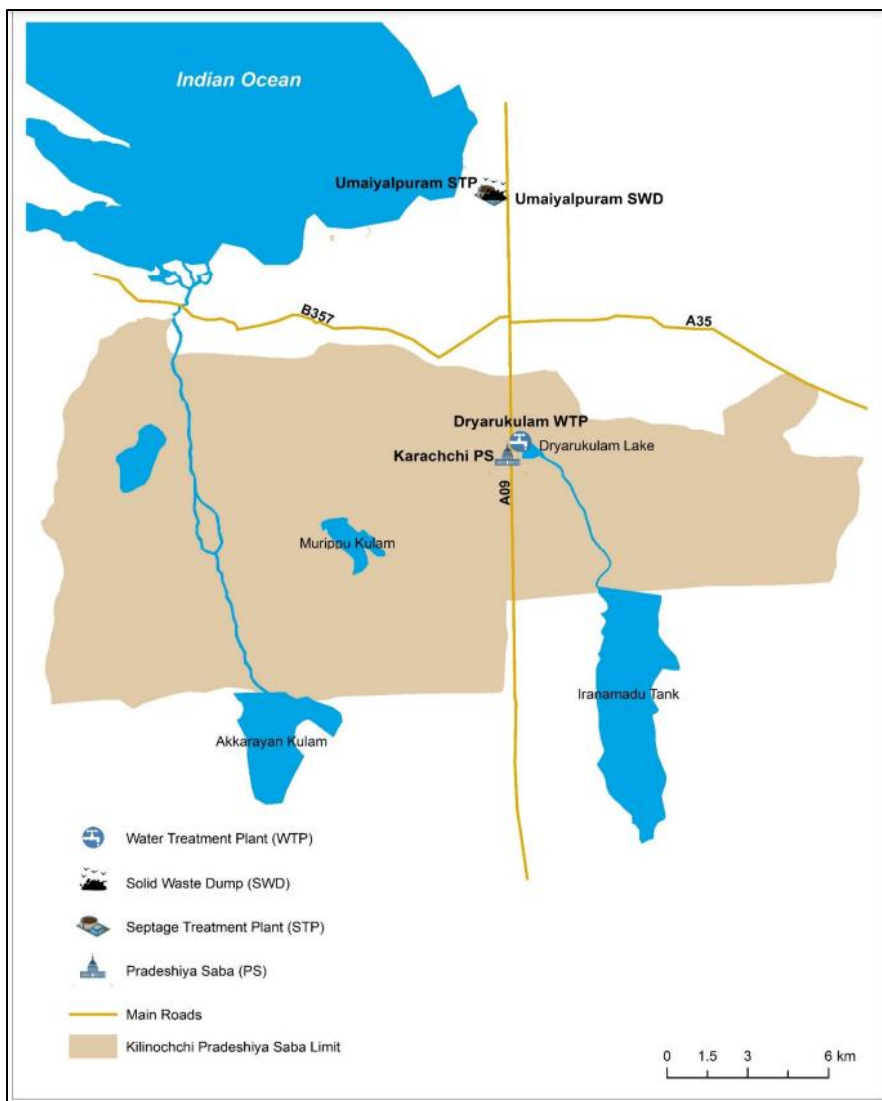 Indian Ocean
Umaiyalpuram STP
Umaiyalpuram SWD
B357
A35
Dryarukulam WTP
Dryarukulam Lake
Karachchi PS
A09
Murippu Kulam
Iranamadu Tank
Akkarayan Kulam
Water Treatment Plant (WTP)
Solid Waste Dump (SWD)
Septage Treatment Plant (STP)
Pradeshiya Saba (PS)
Main Roads
Kilinochchi Pradeshiya Saba Limit
0 1.5 3 6 km